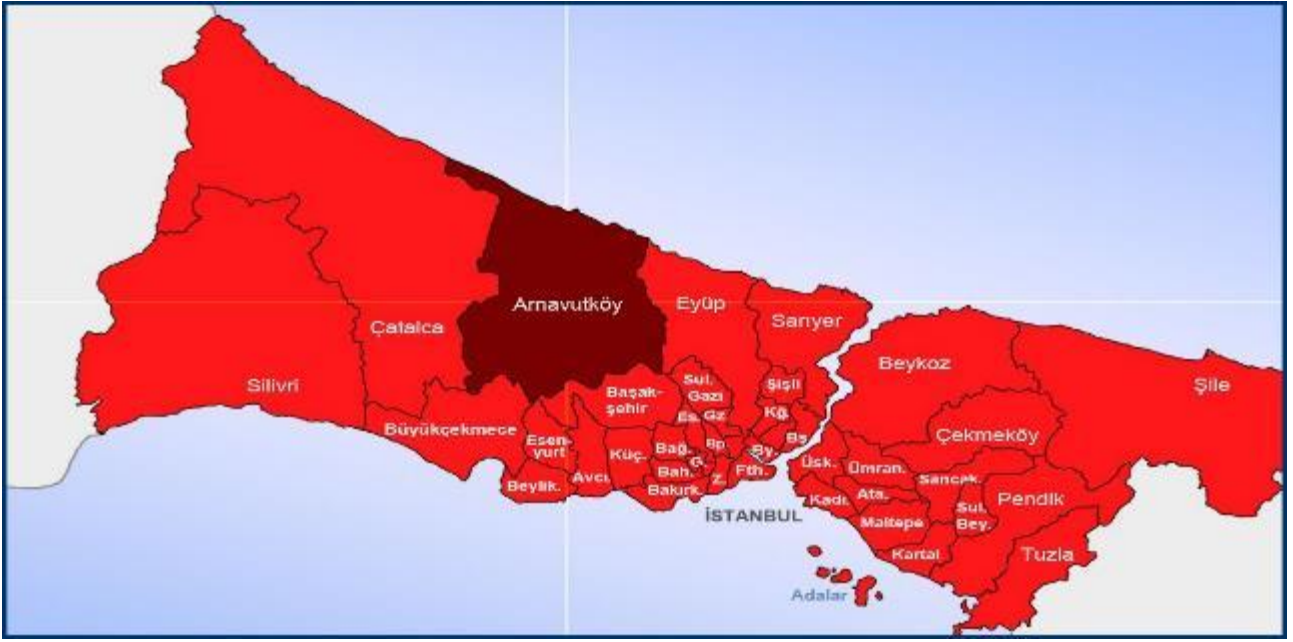 Arnavutköy
Eyüp
Sarıyer
Çatalca
Silivri
Beykoz
Şile
Başak-
şehir
Sul.
Gazi
Şişli
Büyükçekmece
Esen-
yurt
Es.
Gz.
Kğ.
Bş
Çekmeköy
Küç.
Bağ.
Bp.
By.
G.
Bah.
Fth.
Z.
Beylik.
Avcı.
Bakırk.
Üsk.
Ümran.
Sancak.
Kadı.
Ata.
Pendik
Sul.
Bey.
Maltepe
İSTANBUL
Kartal
Tuzla
Adalar